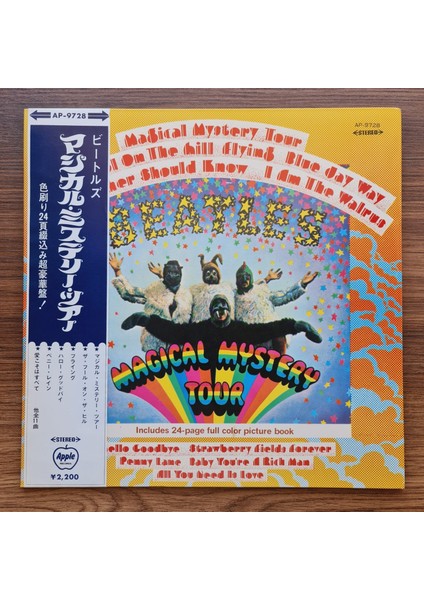 AP-9728
ビートルズ
マジカル・ミステリー・ツアー
色刷り24頁綴込み超豪華盤!
マジカル・ミステリー・ツアー
ザ・フール・オン・ザ・ヒル
フライング
ハロー・グッドバイ
ペニー・レイン
愛こそはすべて
他全11曲
STEREO
Apple
¥2,200
AP-9728
STEREO
Magical Mystery Tour
l On The Hill Flying Blue Jay Way
her Should Know I Am The Walrus
BEATLES
MAGICAL MYSTERY
TOUR
Includes 24-page full color picture book
ello Goodbye Strawberry Fields Forever
Penny Lane Baby You're A Rich Man
All You Need Is Love